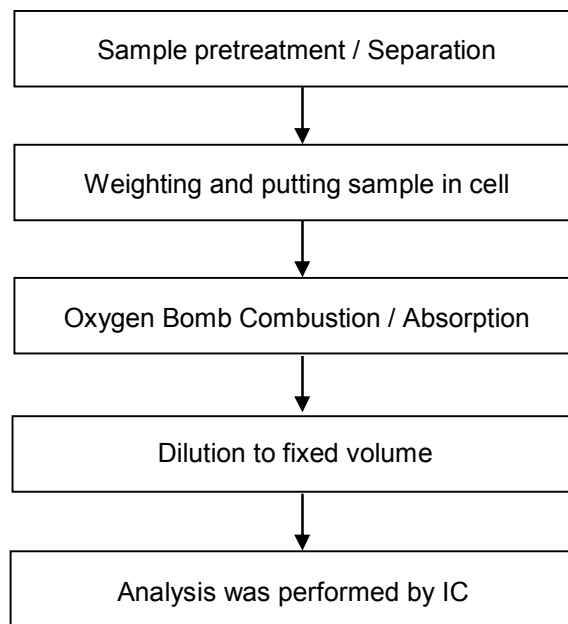 Sample pretreatment / Separation
Weighting and putting sample in cell
Oxygen Bomb Combustion / Absorption
Dilution to fixed volume
Analysis was performed by IC